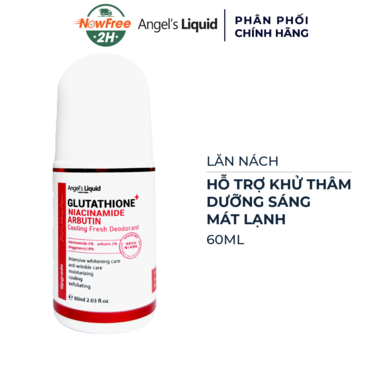 NowFree
2H
Angel's Liquid
PHÂN PHỐI
CHÍNH HÃNG
LĂN NÁCH
HỖ TRỢ KHỬ THÂM
DƯỠNG SÁNG
MÁT LẠNH
60ML
Angel's Liquid
GLUTATHIONE+
NIACINAMIDE
ARBUTIN
Cooling Fresh Deodorant
intensive whitening care
anti wrinkle care
moisturizing
cooling
exfoliating
℮ 60ml 2.03 fl.oz